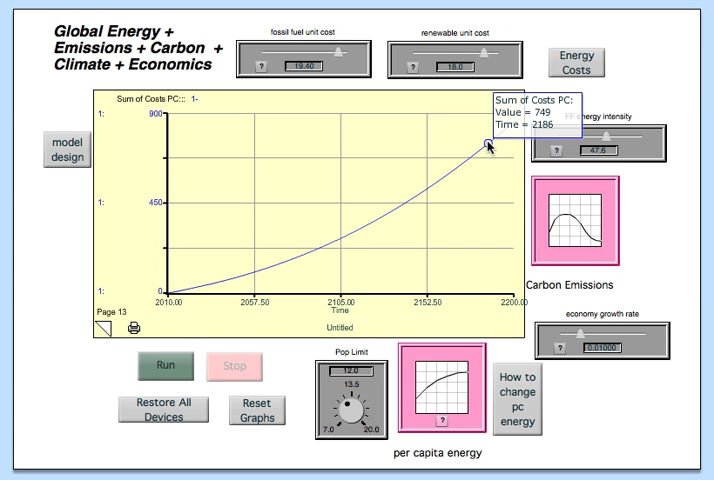 Global Energy +
Emissions + Carbon +
Climate + Economics
fossil fuel unit cost
?
19.40
renewable unit cost
?
18.0
Energy
Costs
model
design
Sum of Costs PC::: 1-
1:
900
1:
450
1:
0
2010.00
2057.50
2105.00
2152.50
2200.00
Time
Page 13
Untitled
Sum of Costs PC:
Value = 749
Time = 2186
FF energy intensity
?
47.6
Carbon Emissions
economy growth rate
?
0.01000
Run
Stop
Restore All
Devices
Reset
Graphs
Pop Limit
12.0
13.5
7.0
20.0
?
per capita energy
How to
change
pc
energy